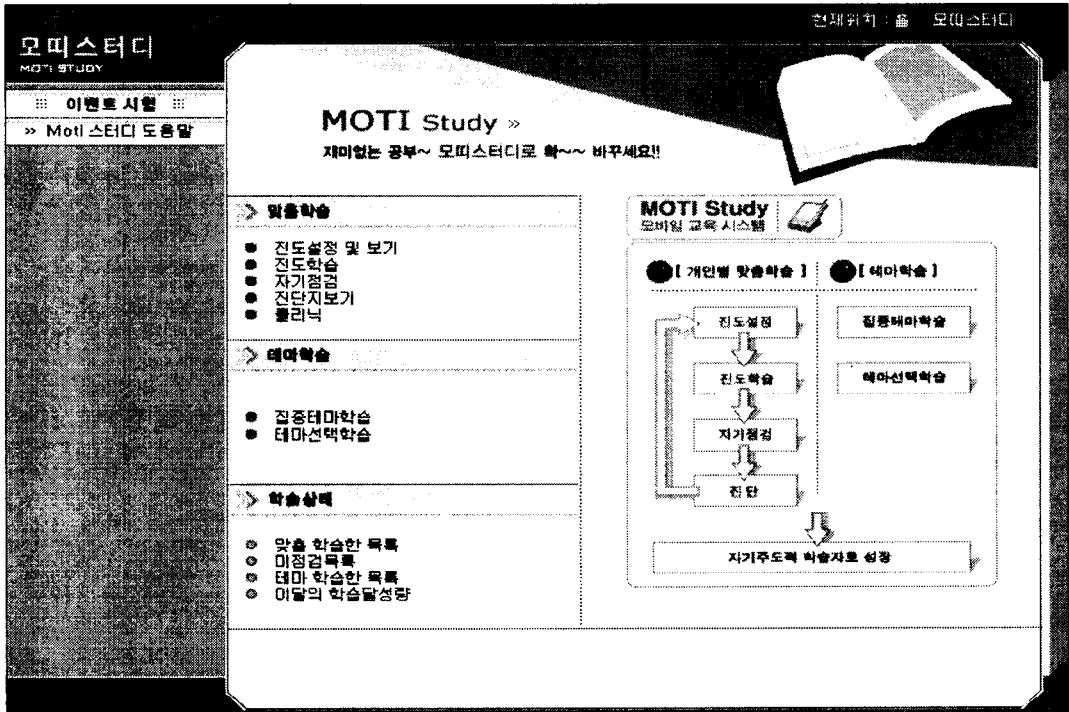 현재위치 : 홈 모띠스터디
모띠스터디
MOTI STUDY
이벤트 시험
» Moti 스터디 도움말
MOTI Study »
재미없는 공부~ 모띠스터디로 확~~ 바꾸세요!!
맞춤학습
진도설정 및 보기
진도학습
자기점검
진단지보기
클리닉
테마학습
집중테마학습
테마선택학습
학습상태
맞춤 학습한 목록
미점검목록
테마 학습한 목록
이달의 학습달성량
MOTI Study
모바일 교육 시스템
[ 개인별 맞춤학습 ]
진도설정
진도학습
자기점검
진단
[ 테마학습 ]
집중테마학습
테마선택학습
자기주도적 학습자로 성장